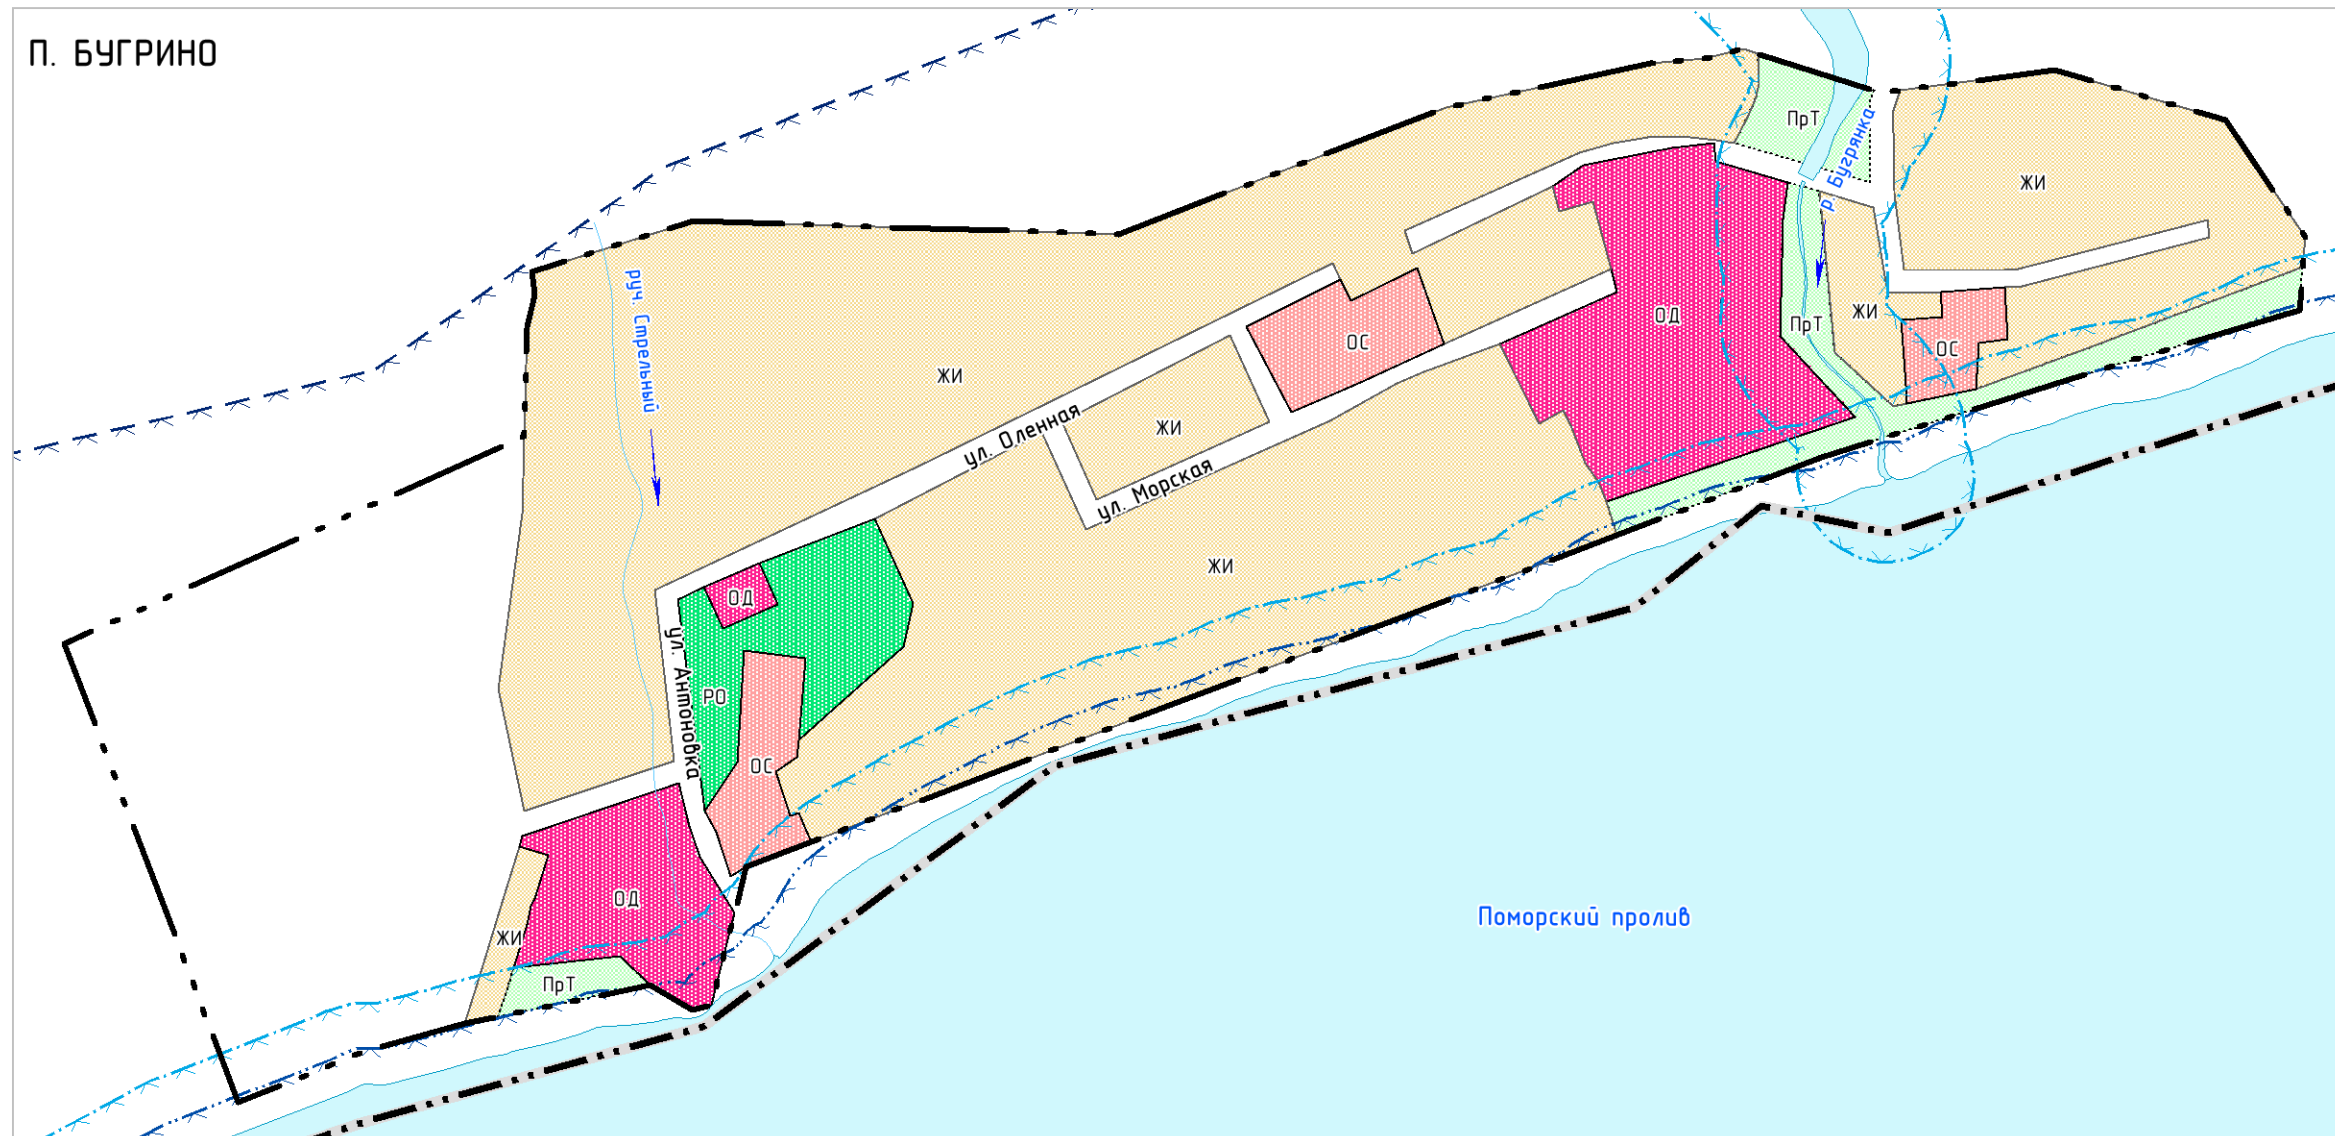 П. БУГРИНО
ПрТ
р. Бугрянка
ЖИ
руч. Стрельный
ОД
ПрТ
ЖИ
ОС
ОС
ЖИ
ул. Оленная
ЖИ
ул. Морская
ЖИ
ОД
ул. Антоновка
РО
ОС
ОД
ЖИ
ПрТ
Поморский пролив